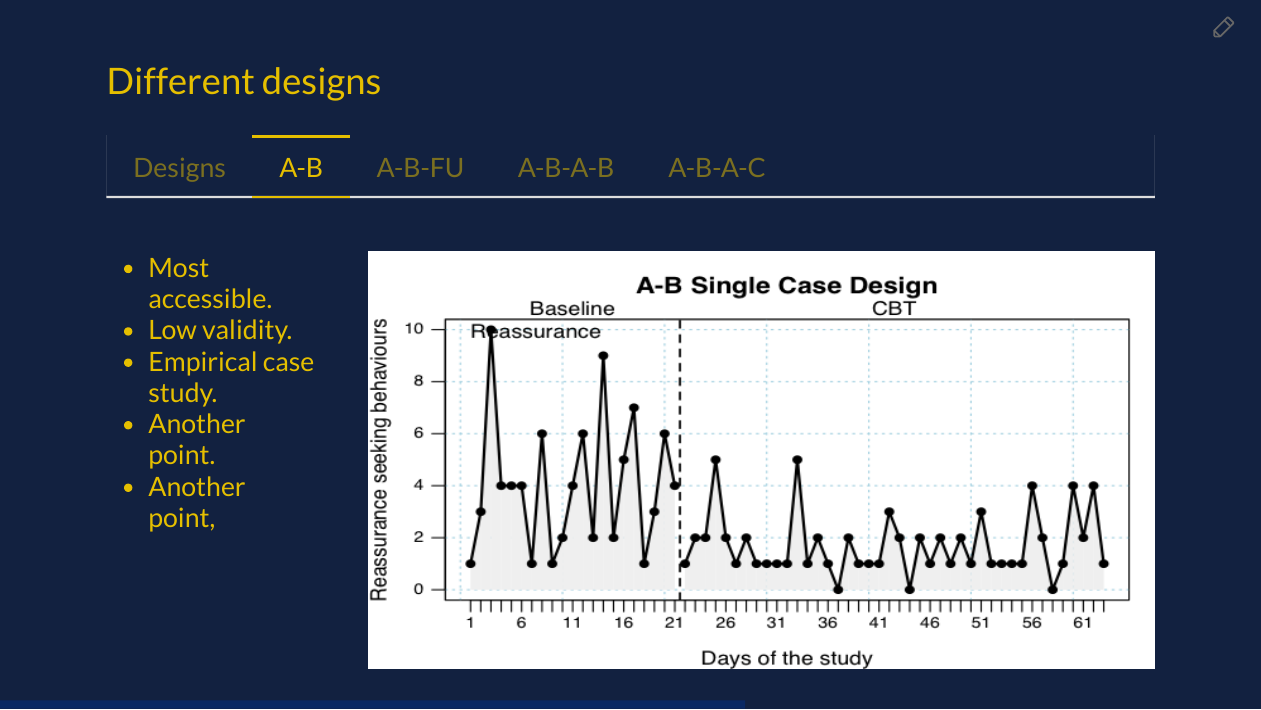 Different designs
Designs A-B A-B-FU A-B-A-B A-B-A-C
Most
accessible.
Low validity.
Empirical case
study.
Another
point.
Another
point,
A-B Single Case Design
Baseline CBT
Reassurance
Reassurance seeking behaviours
10
8
6
4
2
0
1 6 11 16 21 26 31 36 41 46 51 56 61
Days of the study